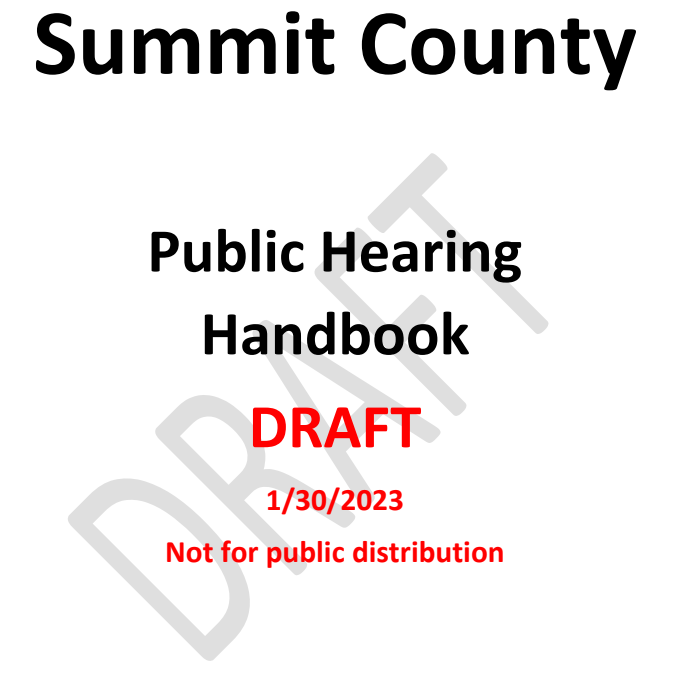 Summit County
Public Hearing
Handbook
DRAFT
1/30/2023
Not for public distribution
DRAFT